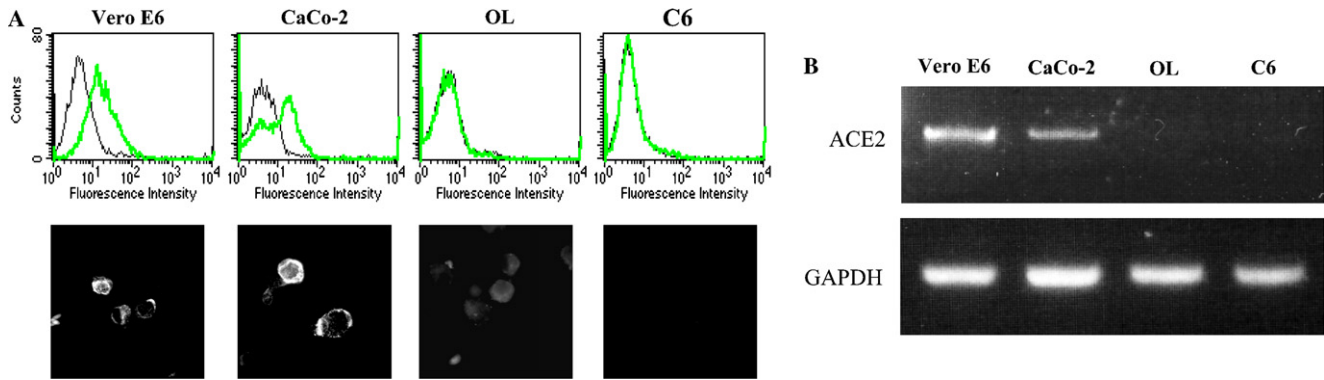 A
Vero E6
CaCo-2
OL
C6
80
Counts
0
10⁰ 10¹ 10² 10³ 10⁴
Fluorescence Intensity
10⁰ 10¹ 10² 10³ 10⁴
Fluorescence Intensity
10⁰ 10¹ 10² 10³ 10⁴
Fluorescence Intensity
10⁰ 10¹ 10² 10³ 10⁴
Fluorescence Intensity
B
Vero E6
CaCo-2
OL
C6
ACE2
GAPDH